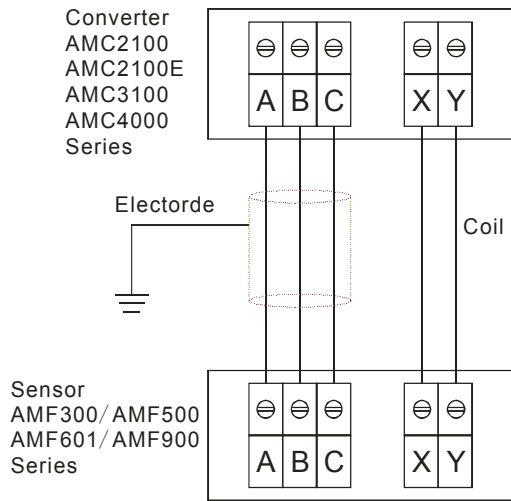 Converter
AMC2100
AMC2100E
AMC3100
AMC4000
Series
A B C X Y
Electorde
Coil
Sensor
AMF300/AMF500
AMF601/AMF900
Series
A B C X Y